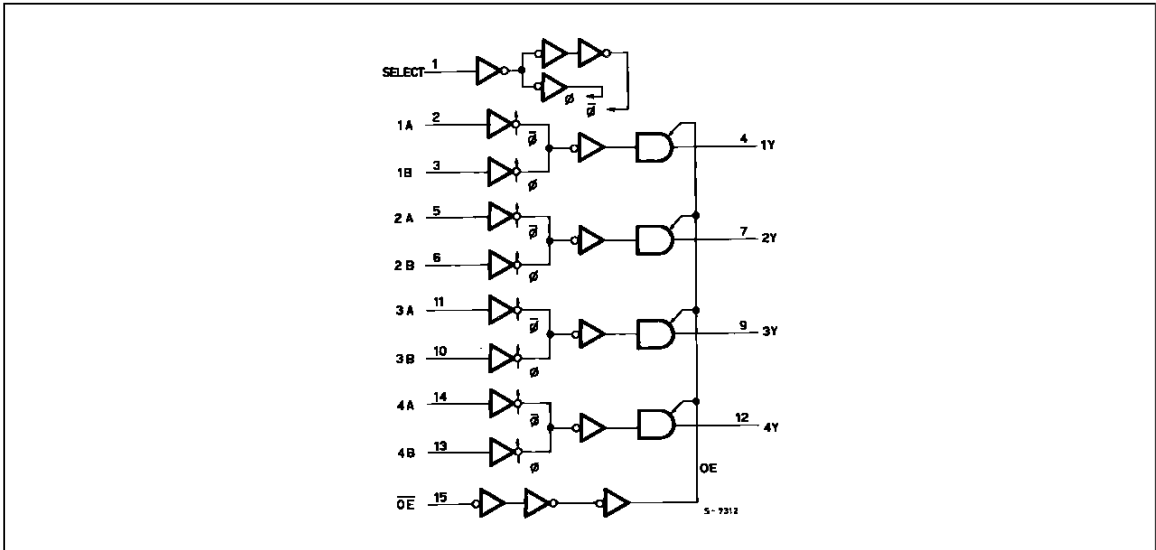 SELECT 1
ø
ø̅
1A 2
ø̅
4 1Y
1B 3
ø
2A 5
ø̅
7 2Y
2B 6
ø
3A 11
ø̅
9 3Y
3B 10
ø
4A 14
ø̅
12 4Y
4B 13
ø
OE
O̅E̅ 15
S-7312